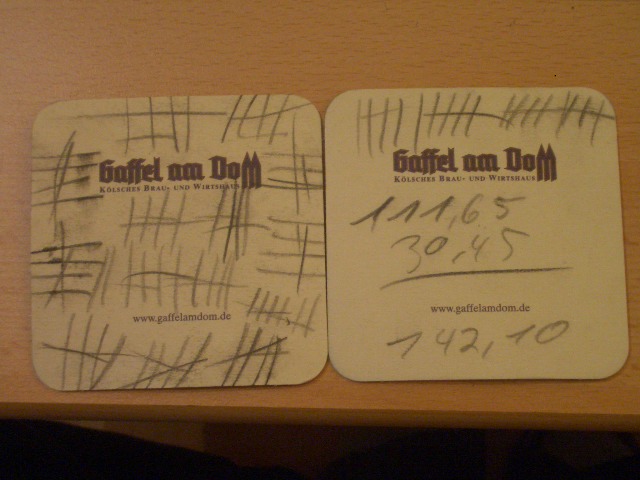 Gaffel am Dom
KÖLSCHES BRAU- UND WIRTSHAUS
www.gaffelamdom.de
Gaffel am Dom
KÖLSCHES BRAU- UND WIRTSHAUS
111,65
30,45
www.gaffelamdom.de
142,10